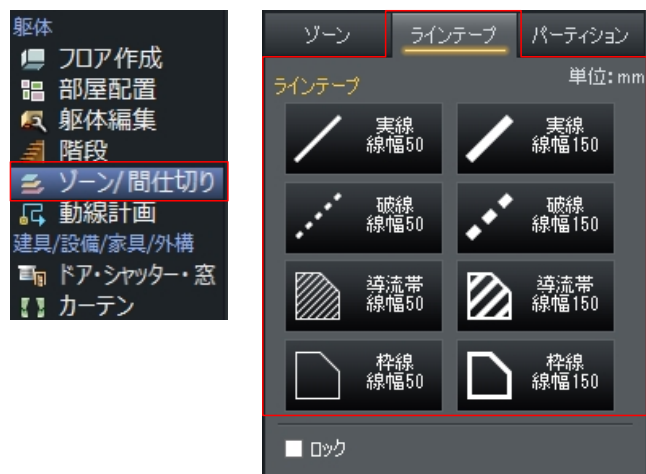 躯体
フロア作成
部屋配置
躯体編集
階段
ゾーン/間仕切り
動線計画
建具/設備/家具/外構
ドア・シャッター・窓
カーテン
ゾーン ラインテープ パーティション
ラインテープ 単位:mm
実線
線幅50
実線
線幅150
破線
線幅50
破線
線幅150
導流帯
線幅50
導流帯
線幅150
枠線
線幅50
枠線
線幅150
ロック